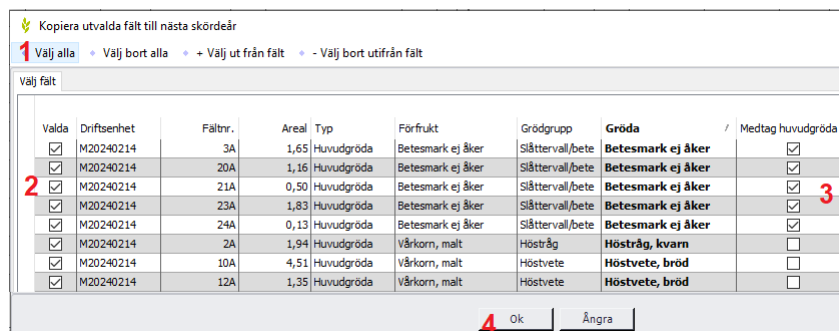 Kopiera utvalda fält till nästa skördeår
1 Välj alla Välj bort alla + Välj ut från fält - Välj bort utifrån fält
Välj fält
Valda Driftsenhet Fältnr. Areal Typ Förfrukt Grödgrupp Gröda / Medtag huvudgröda
M20240214 3A 1,65 Huvudgröda Betesmark ej åker Slåttervall/bete Betesmark ej åker
M20240214 20A 1,16 Huvudgröda Betesmark ej åker Slåttervall/bete Betesmark ej åker
2 M20240214 21A 0,50 Huvudgröda Betesmark ej åker Slåttervall/bete Betesmark ej åker 3
M20240214 23A 1,83 Huvudgröda Betesmark ej åker Slåttervall/bete Betesmark ej åker
M20240214 24A 0,13 Huvudgröda Betesmark ej åker Slåttervall/bete Betesmark ej åker
M20240214 2A 1,94 Huvudgröda Vårkorn, malt Höstråg Höstråg, kvarn
M20240214 10A 4,51 Huvudgröda Vårkorn, malt Höstvete Höstvete, bröd
M20240214 12A 1,35 Huvudgröda Vårkorn, malt Höstvete Höstvete, bröd
4 Ok Ångra